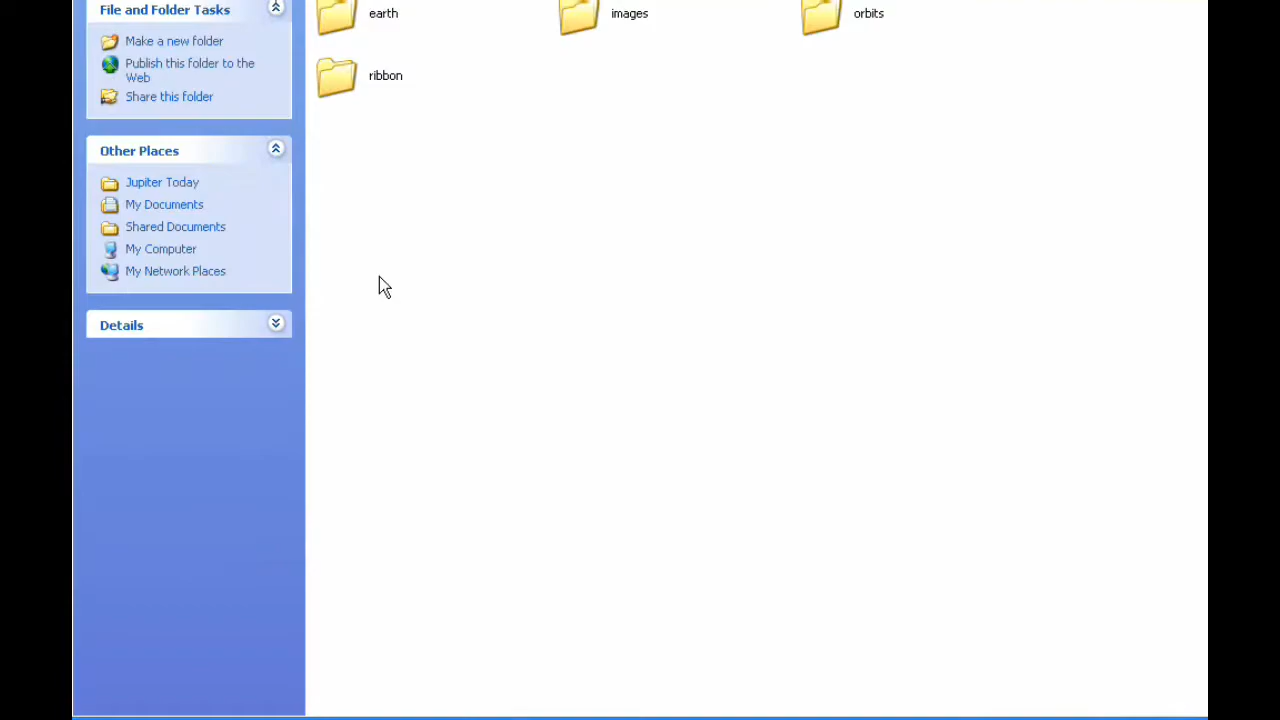 File and Folder Tasks
Make a new folder
Publish this folder to the
Web
Share this folder
Other Places
Jupiter Today
My Documents
Shared Documents
My Computer
My Network Places
Details
earth
images
orbits
ribbon